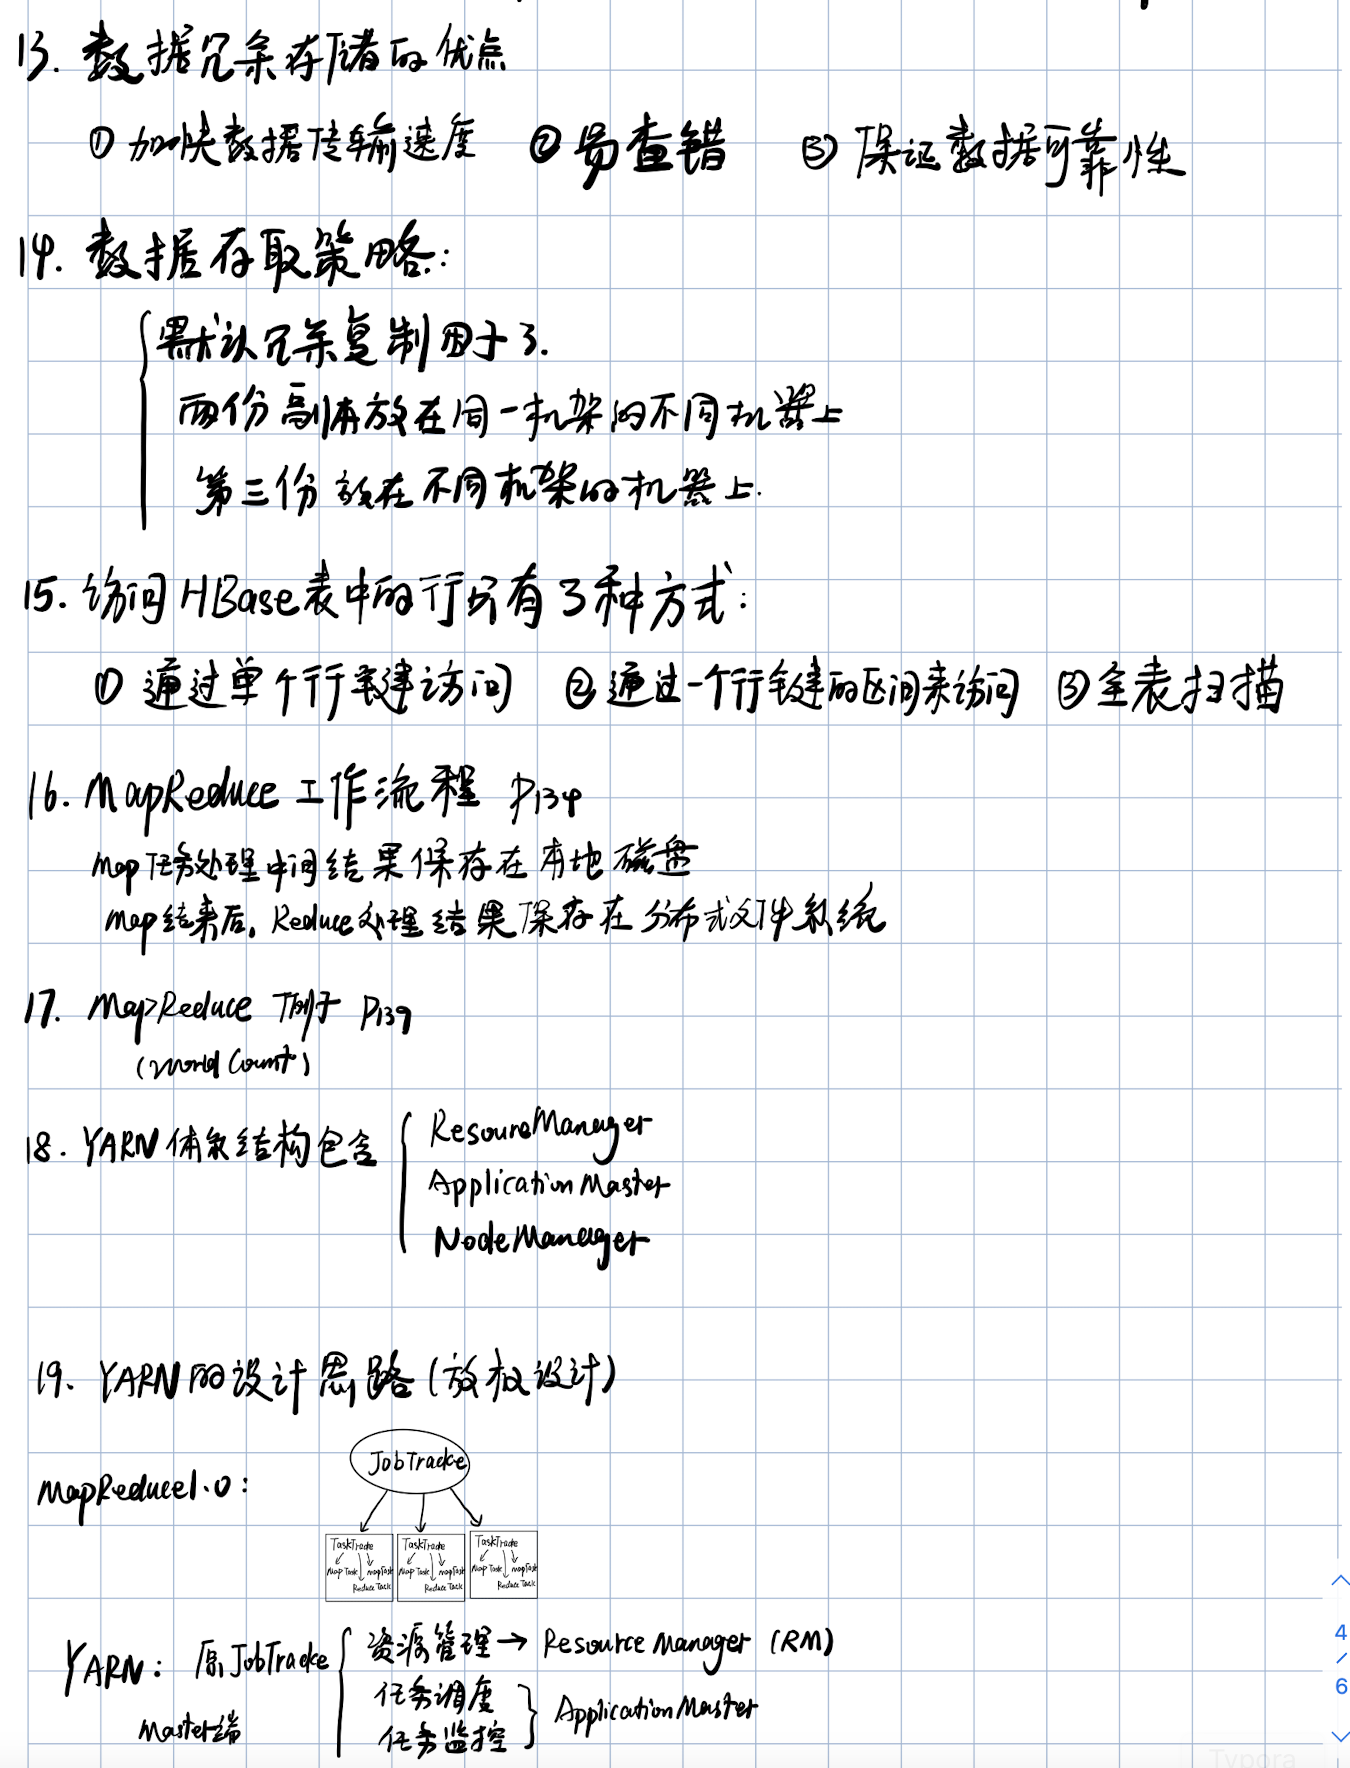 13. 数据冗余存储的优点
① 加快数据传输速度 ② 易查错 ③ 保证数据可靠性
14. 数据存取策略:
默认冗余复制因子3.
两份副本放在同一机架的不同机器上
第三份放在不同机架的机器上.
15. 访问HBase表中的行只有3种方式:
① 通过单个行键访问 ② 通过一个行键的区间来访问 ③ 全表扫描
16. MapReduce 工作流程 P134
Map任务处理中间结果保存在本地磁盘
Map结束后, Reduce处理结果保存在分布式文件系统
17. MapReduce 例子 P139
(World Count)
18. YARN 体系结构包含
ResoureManager
ApplicationMaster
NodeManager
19. YARN的设计思路(放权设计)
MapReduce1.0:
JobTracke
TaskTracke TaskTracke TaskTracke
Map Task mapTask Map Task mapTask Map Task mapTask
Reduce Task Reduce Task Reduce Task
YARN: 原JobTracke 资源管理→ Resource Manager (RM)
任务调度
Master端 任务监控 ApplicationMaster
4
/
6
Typora